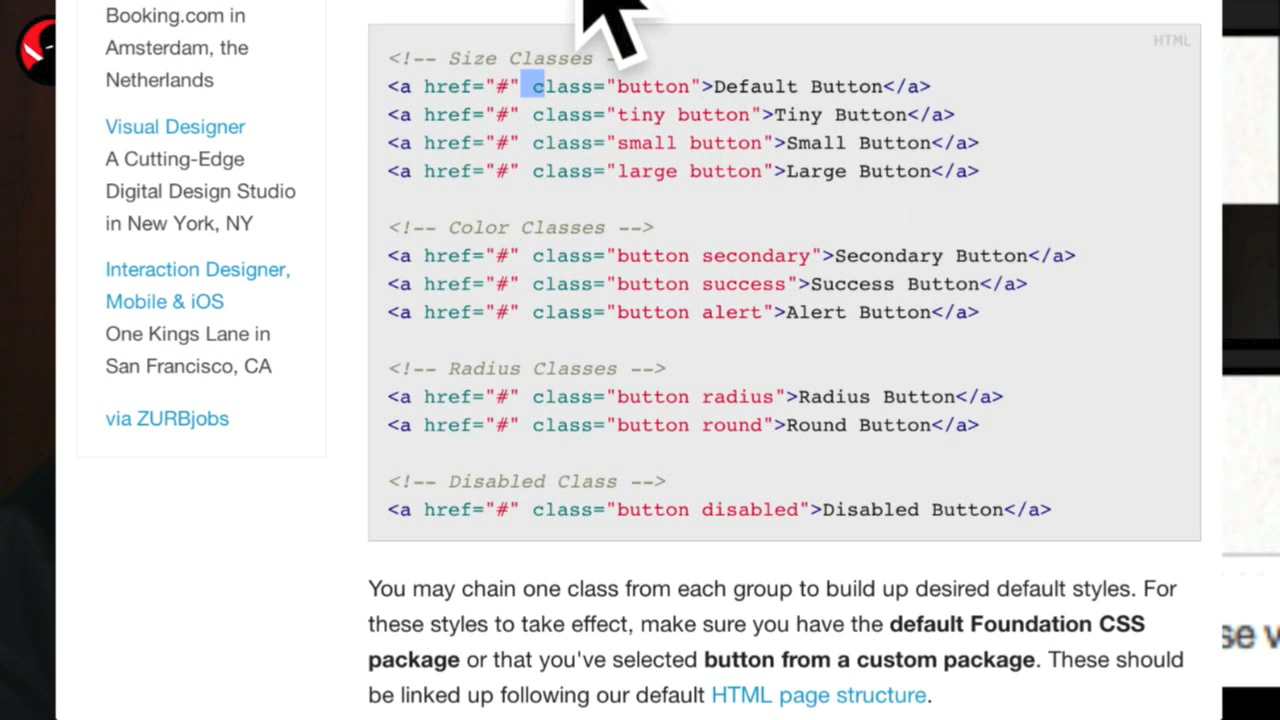 Booking.com in
Amsterdam, the
Netherlands
Visual Designer
A Cutting-Edge
Digital Design Studio
in New York, NY
Interaction Designer,
Mobile & iOS
One Kings Lane in
San Francisco, CA
via ZURBjobs
HTML
<!-- Size Classes -
<a href="#" class="button">Default Button</a>
<a href="#" class="tiny button">Tiny Button</a>
<a href="#" class="small button">Small Button</a>
<a href="#" class="large button">Large Button</a>
<!-- Color Classes -->
<a href="#" class="button secondary">Secondary Button</a>
<a href="#" class="button success">Success Button</a>
<a href="#" class="button alert">Alert Button</a>
<!-- Radius Classes -->
<a href="#" class="button radius">Radius Button</a>
<a href="#" class="button round">Round Button</a>
<!-- Disabled Class -->
<a href="#" class="button disabled">Disabled Button</a>
You may chain one class from each group to build up desired default styles. For
these styles to take effect, make sure you have the default Foundation CSS
package or that you've selected button from a custom package. These should
be linked up following our default HTML page structure.